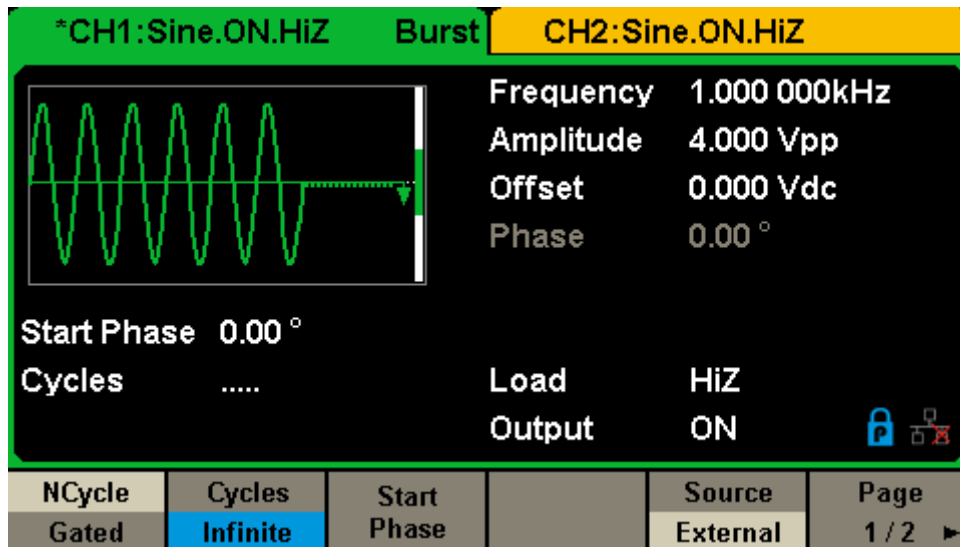 *CH1:Sine.ON.HiZ Burst CH2:Sine.ON.HiZ
Frequency 1.000 000kHz
Amplitude 4.000 Vpp
Offset 0.000 Vdc
Phase 0.00 °
Start Phase 0.00 °
Cycles .....
Load HiZ
Output ON P
NCycle Cycles Start Source Page
Gated Infinite Phase External 1 / 2 ►